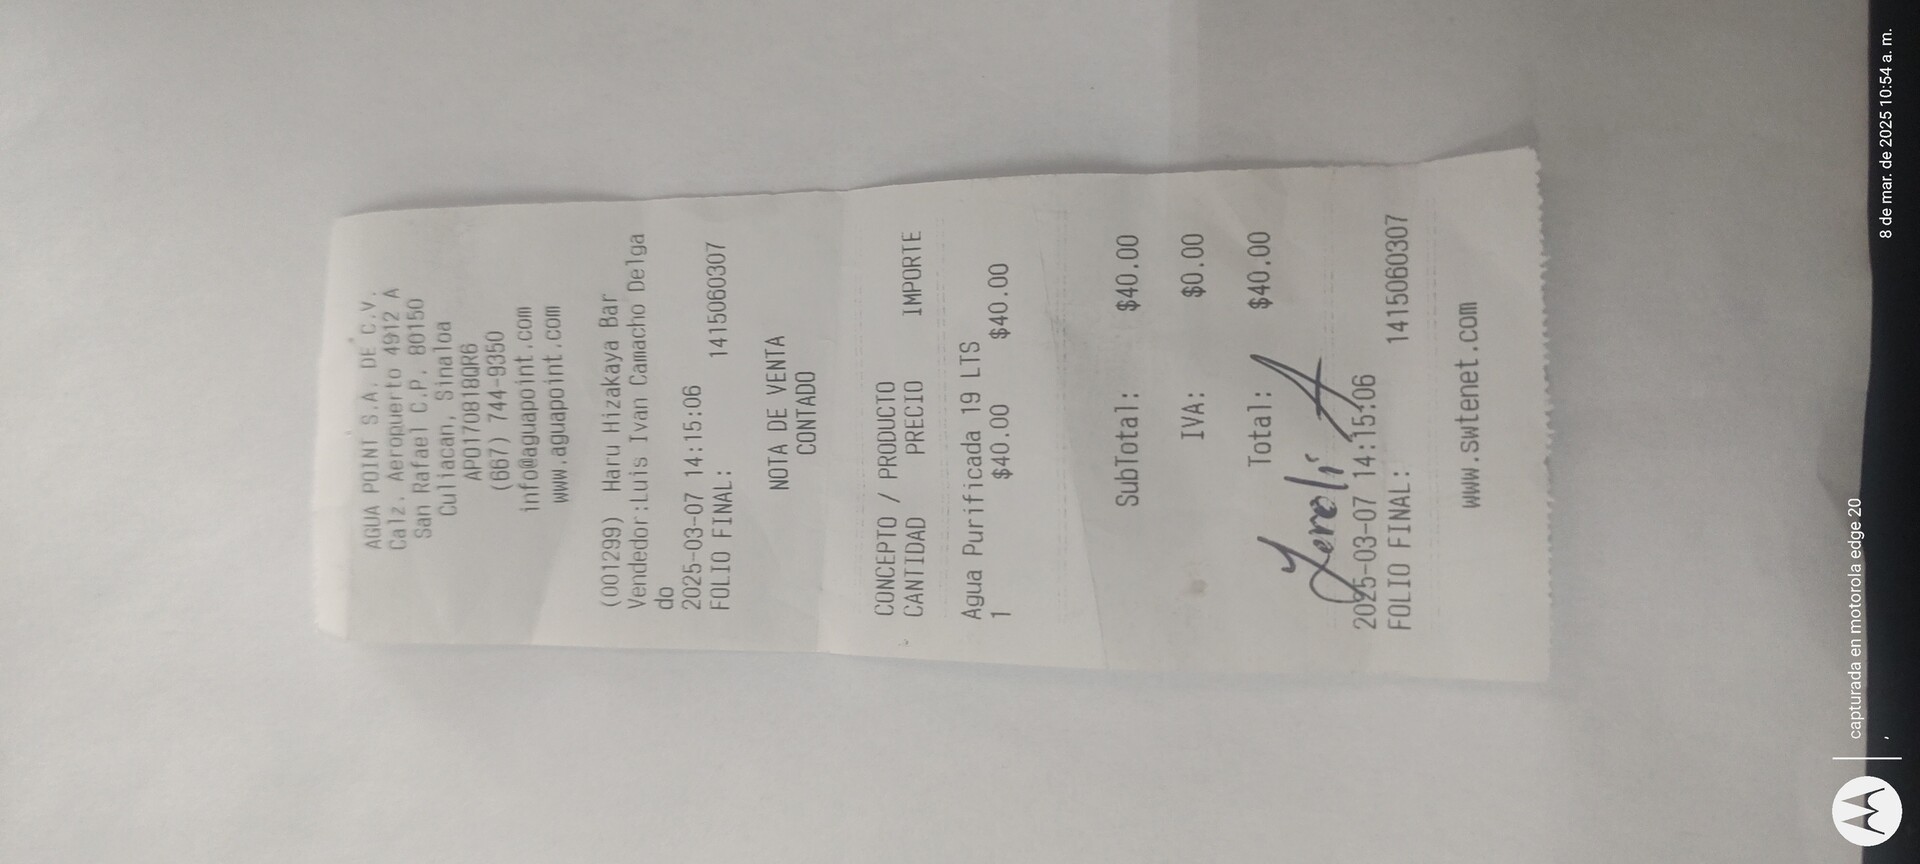 AGUA POINT S.A. DE C.V.
Calz. Aeropuerto 4912 A
San Rafael C.P. 80150
Culiacan, Sinaloa
APO170818QR6
(667) 744-9350
info@aguapoint.com
www.aguapoint.com
(001299) Haru Hizakaya Bar
Vendedor:Luis Ivan Camacho Delga
do
2025-03-07 14:15:06
FOLIO FINAL: 1415060307
NOTA DE VENTA
CONTADO
CONCEPTO / PRODUCTO
CANTIDAD PRECIO IMPORTE
Agua Purificada 19 LTS
1 $40.00 $40.00
SubTotal: $40.00
IVA: $0.00
Total: $40.00
2025-03-07 14:15:06
FOLIO FINAL: 1415060307
www.swtenet.com
capturada en motorola edge 20
8 de mar. de 2025 10:54 a. m.